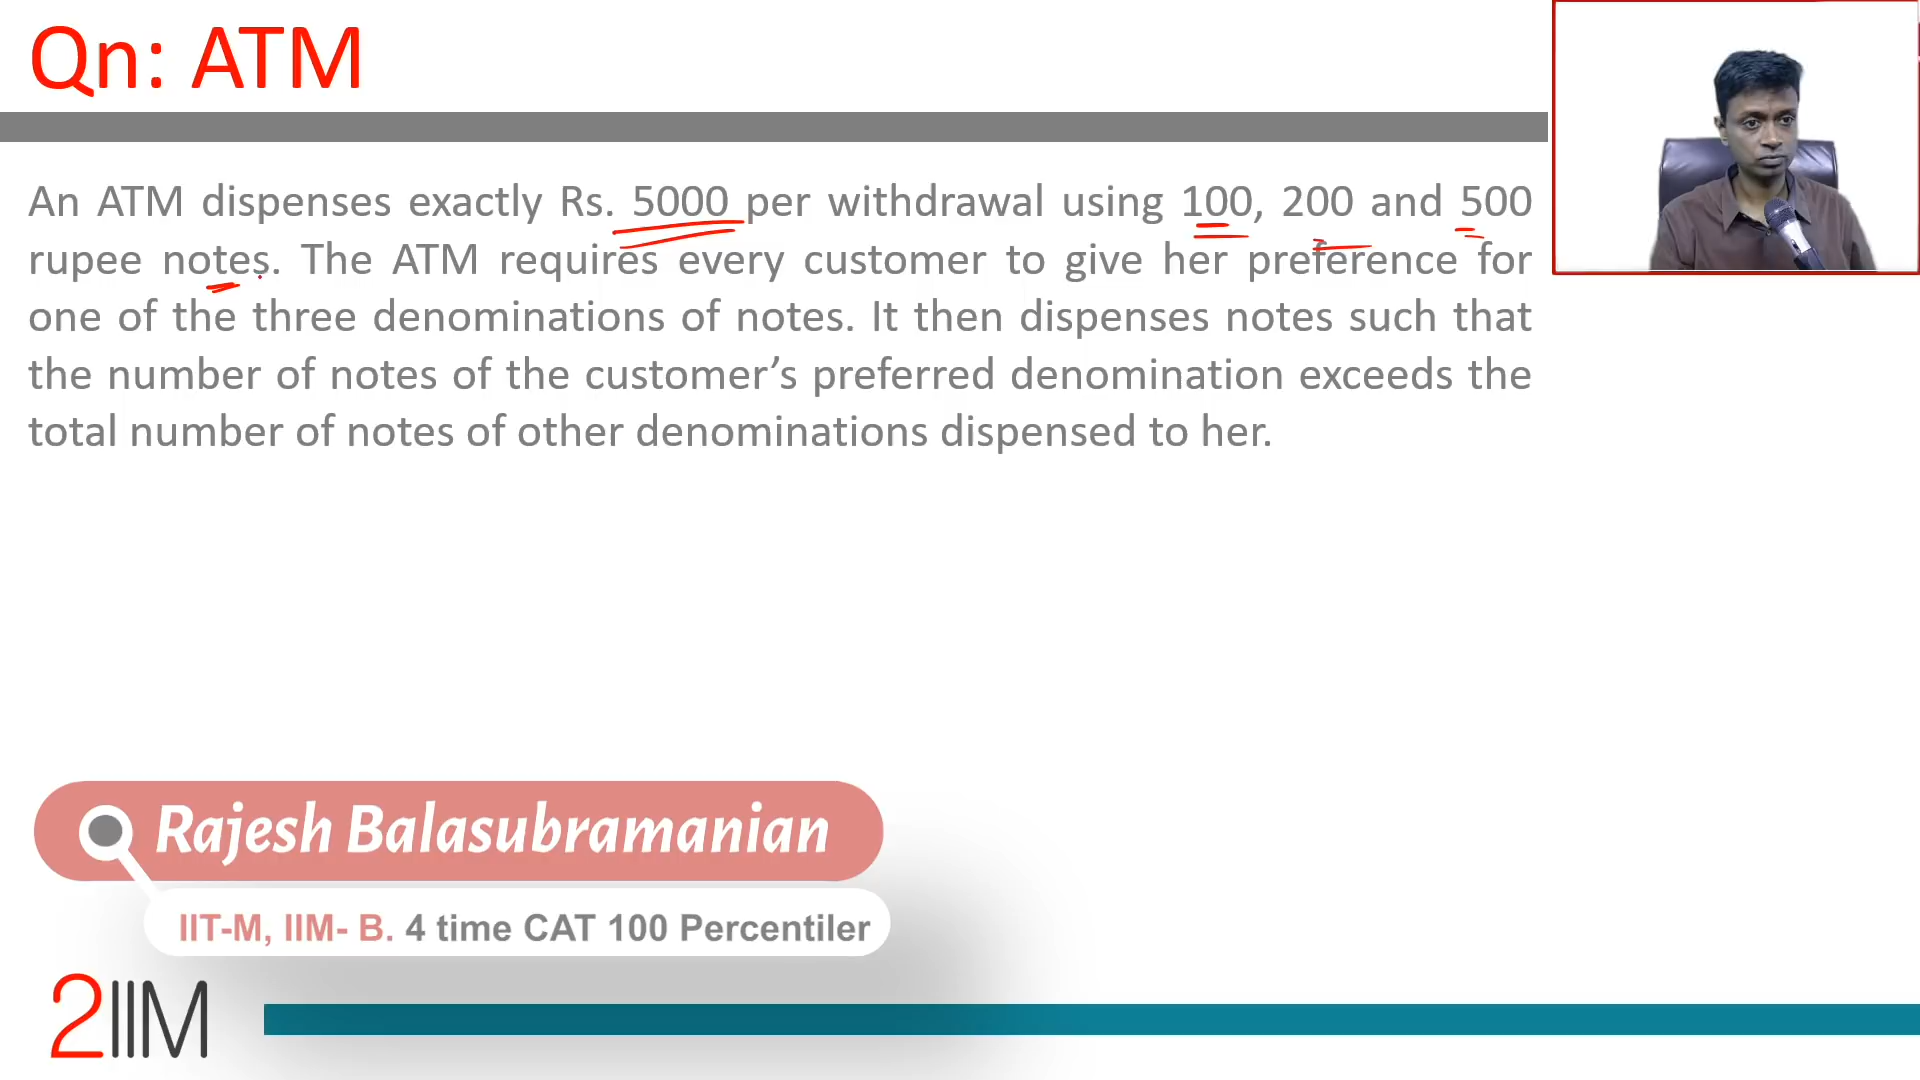 Qn: ATM
An ATM dispenses exactly Rs. 5000 per withdrawal using 100, 200 and 500
rupee notes. The ATM requires every customer to give her preference for
one of the three denominations of notes. It then dispenses notes such that
the number of notes of the customer’s preferred denomination exceeds the
total number of notes of other denominations dispensed to her.
Rajesh Balasubramanian
IIT-M, IIM- B. 4 time CAT 100 Percentiler
2IIM